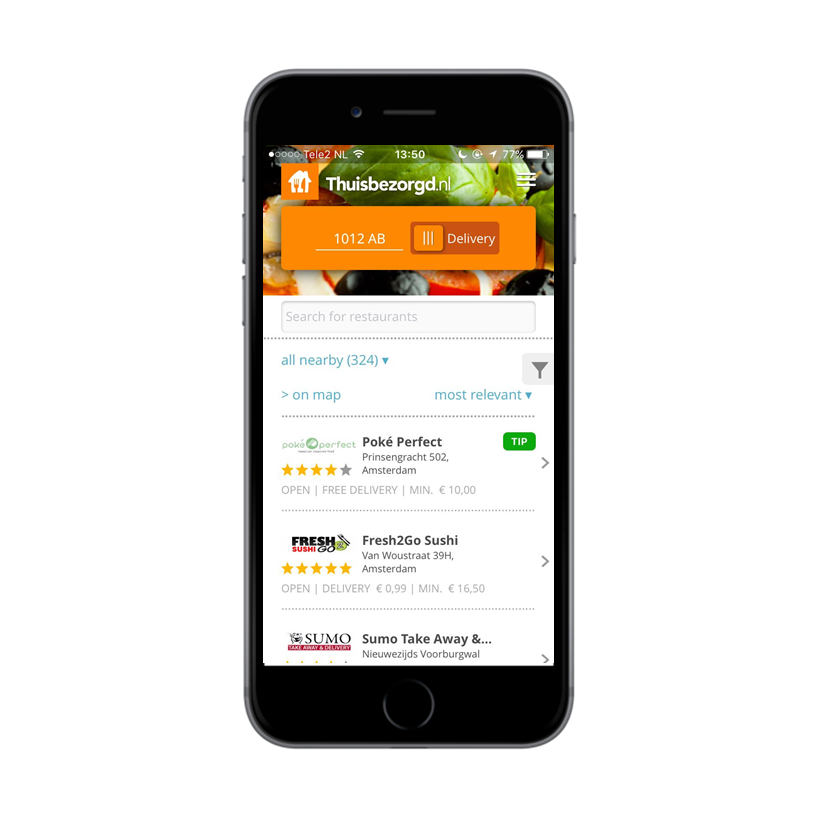 Tele2 NL 13:50 77%
Thuisbezorgd.nl
1012 AB Delivery
Search for restaurants
all nearby (324) ▾
> on map most relevant ▾
poké perfect
Poké Perfect TIP
Prinsengracht 502,
Amsterdam
OPEN | FREE DELIVERY | MIN. € 10,00
FRESH
SUSHI GO
Fresh2Go Sushi
Van Woustraat 39H,
Amsterdam
OPEN | DELIVERY € 0,99 | MIN. € 16,50
SUMO
TAKE AWAY & DELIVERY
Sumo Take Away &...
Nieuwezijds Voorburgwal